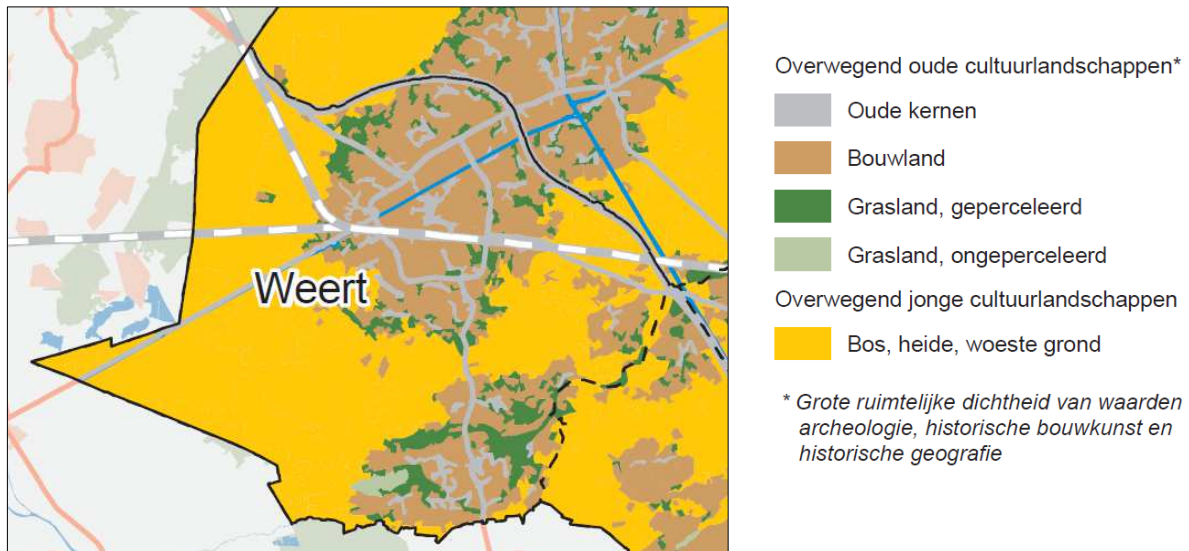 Weert
Overwegend oude cultuurlandschappen*
Oude kernen
Bouwland
Grasland, geperceleerd
Grasland, ongeperceleerd
Overwegend jonge cultuurlandschappen
Bos, heide, woeste grond
* Grote ruimtelijke dichtheid van waarden
archeologie, historische bouwkunst en
historische geografie